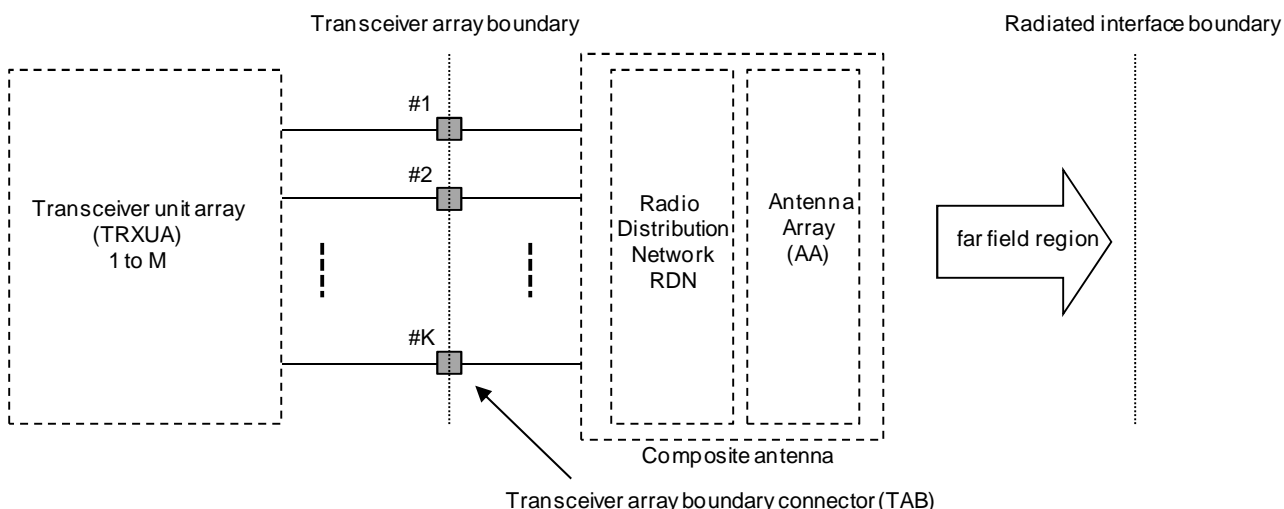 Transceiver array boundary
Radiated interface boundary
#1
#2
#K
Transceiver unit array
(TRXUA)
1 to M
Radio
Distribution
Network
RDN
Antenna
Array
(AA)
far field region
Composite antenna
Transceiver array boundary connector (TAB)